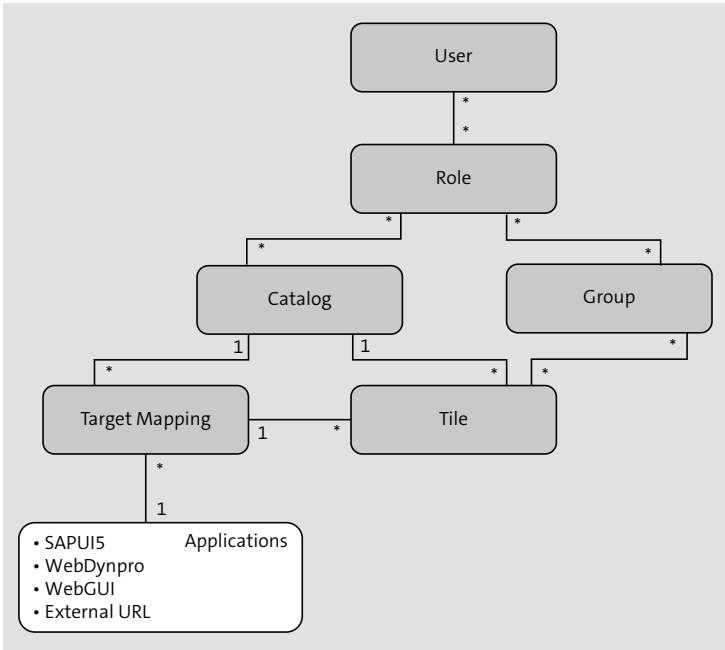 User
*
*
Role
* *
* *
Catalog
Group
1 1 *
* * *
Target Mapping
Tile
1 *
*
1
• SAPUI5 Applications
• WebDynpro
• WebGUI
• External URL